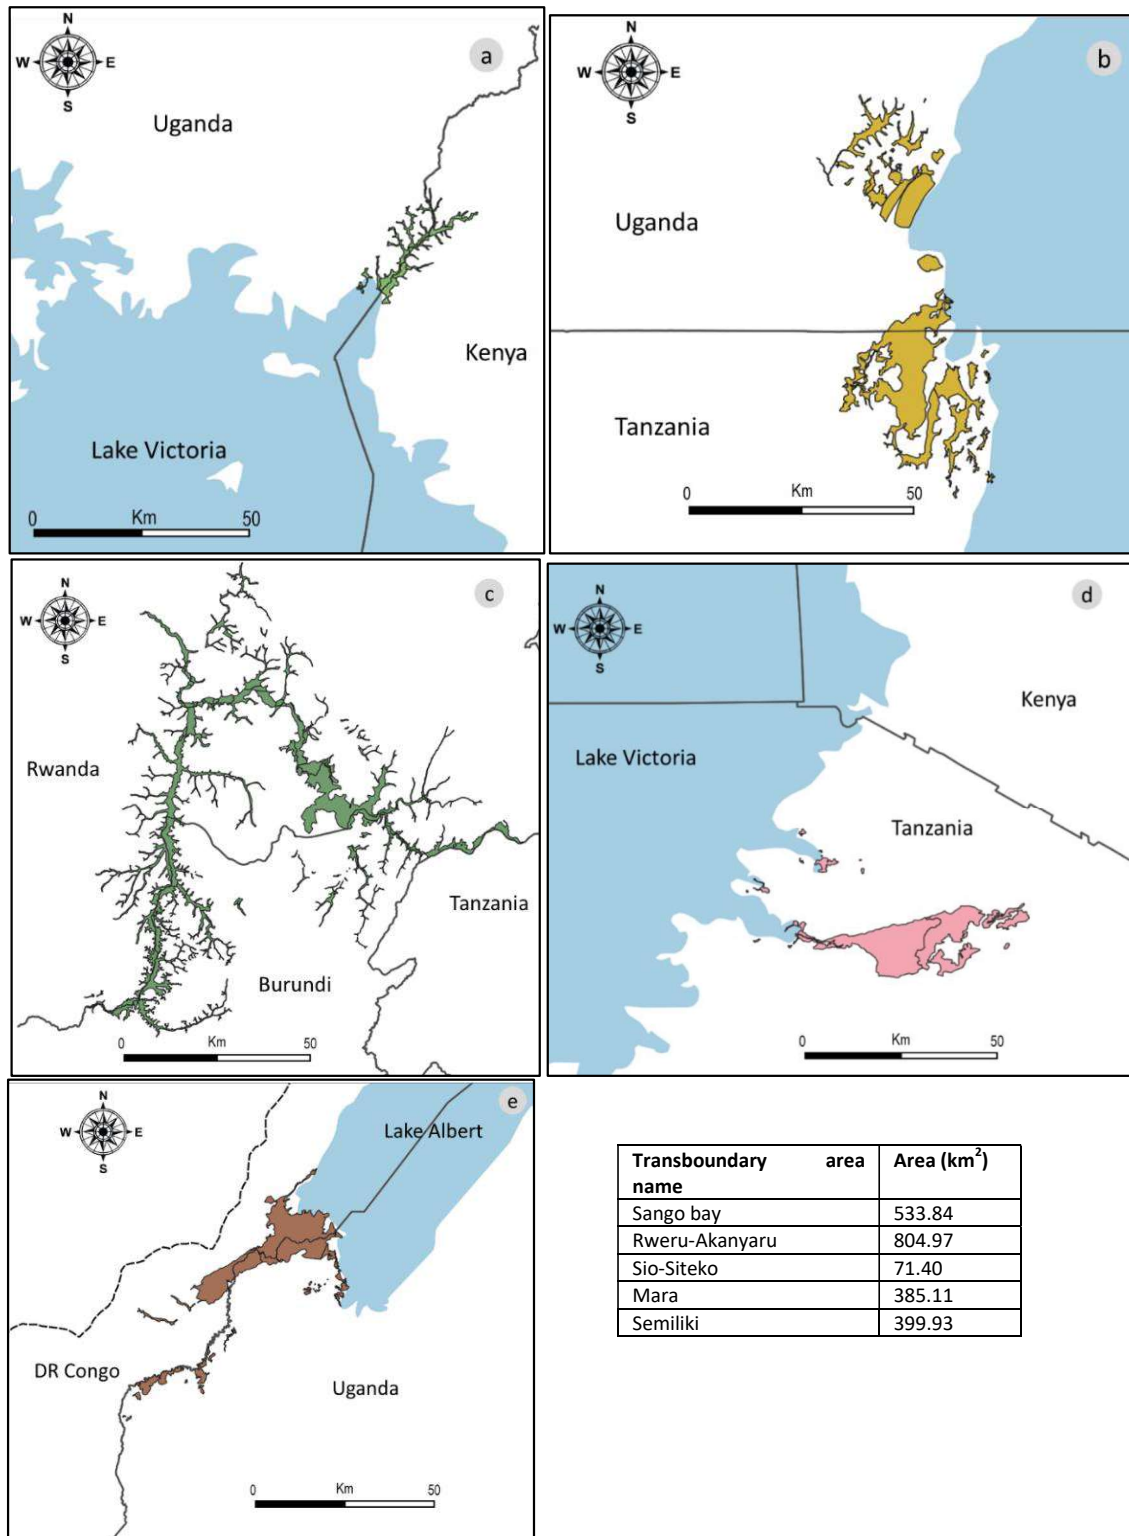 N
W E
S
a
Uganda
Kenya
Lake Victoria
0 Km 50
N
W E
S
b
Uganda
Tanzania
0 Km 50
N
W E
S
c
Rwanda
Tanzania
Burundi
0 Km 50
N
W E
S
d
Kenya
Lake Victoria
Tanzania
0 Km 50
N
W E
S
e
Lake Albert
DR Congo
Uganda
0 Km 50
Transboundary area Area (km²)
name
Sango bay 533.84
Rweru-Akanyaru 804.97
Sio-Siteko 71.40
Mara 385.11
Semiliki 399.93